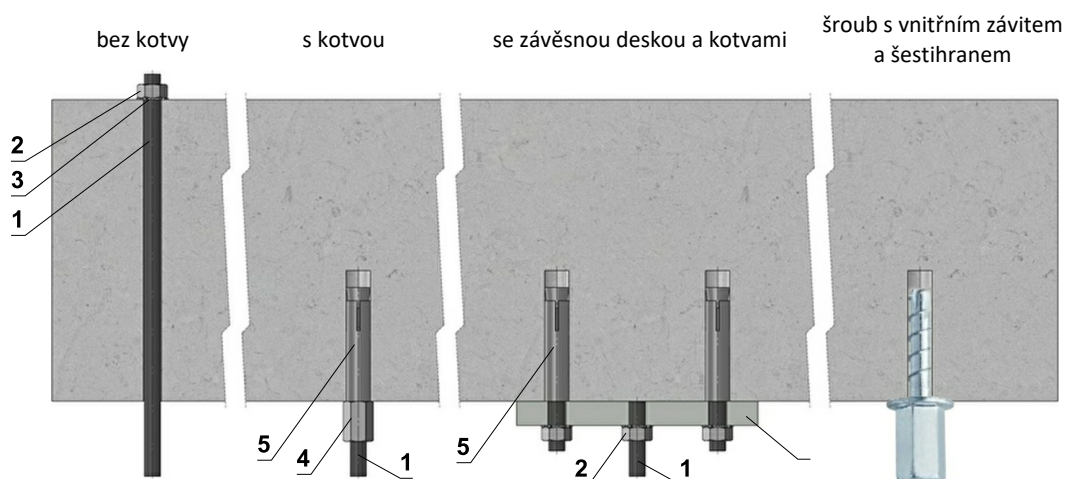 bez kotvy
s kotvou
se závěsnou deskou a kotvami
šroub s vnitřním závitem
a šestihranem
2
3
1
5
4
1
5
2
1